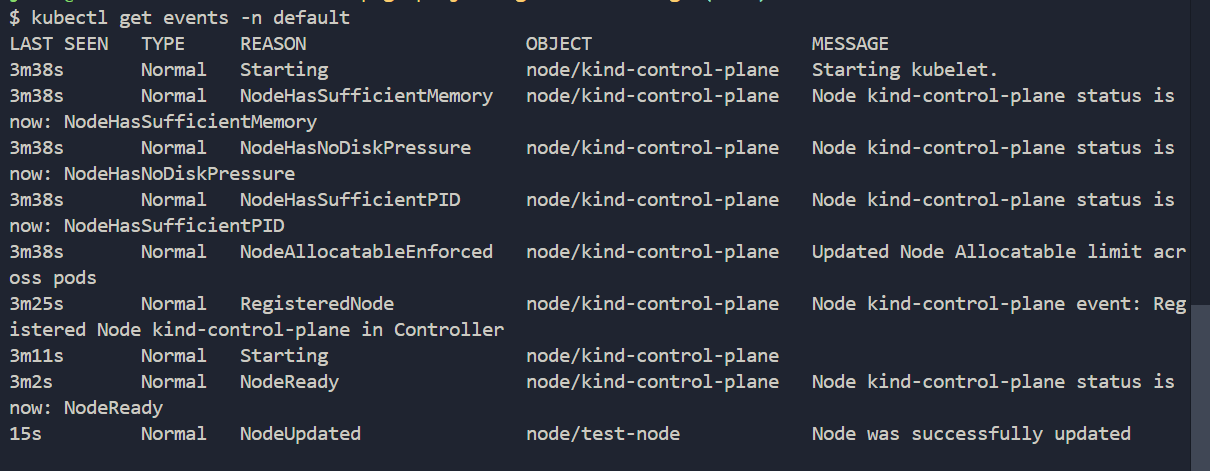 $ kubectl get events -n default
LAST SEEN   TYPE     REASON                    OBJECT                    MESSAGE
3m38s       Normal   Starting                  node/kind-control-plane   Starting kubelet.
3m38s       Normal   NodeHasSufficientMemory   node/kind-control-plane   Node kind-control-plane status is
now: NodeHasSufficientMemory
3m38s       Normal   NodeHasNoDiskPressure     node/kind-control-plane   Node kind-control-plane status is
now: NodeHasNoDiskPressure
3m38s       Normal   NodeHasSufficientPID      node/kind-control-plane   Node kind-control-plane status is
now: NodeHasSufficientPID
3m38s       Normal   NodeAllocatableEnforced   node/kind-control-plane   Updated Node Allocatable limit acr
oss pods
3m25s       Normal   RegisteredNode            node/kind-control-plane   Node kind-control-plane event: Reg
istered Node kind-control-plane in Controller
3m11s       Normal   Starting                  node/kind-control-plane
3m2s        Normal   NodeReady                 node/kind-control-plane   Node kind-control-plane status is
now: NodeReady
15s         Normal   NodeUpdated               node/test-node            Node was successfully updated